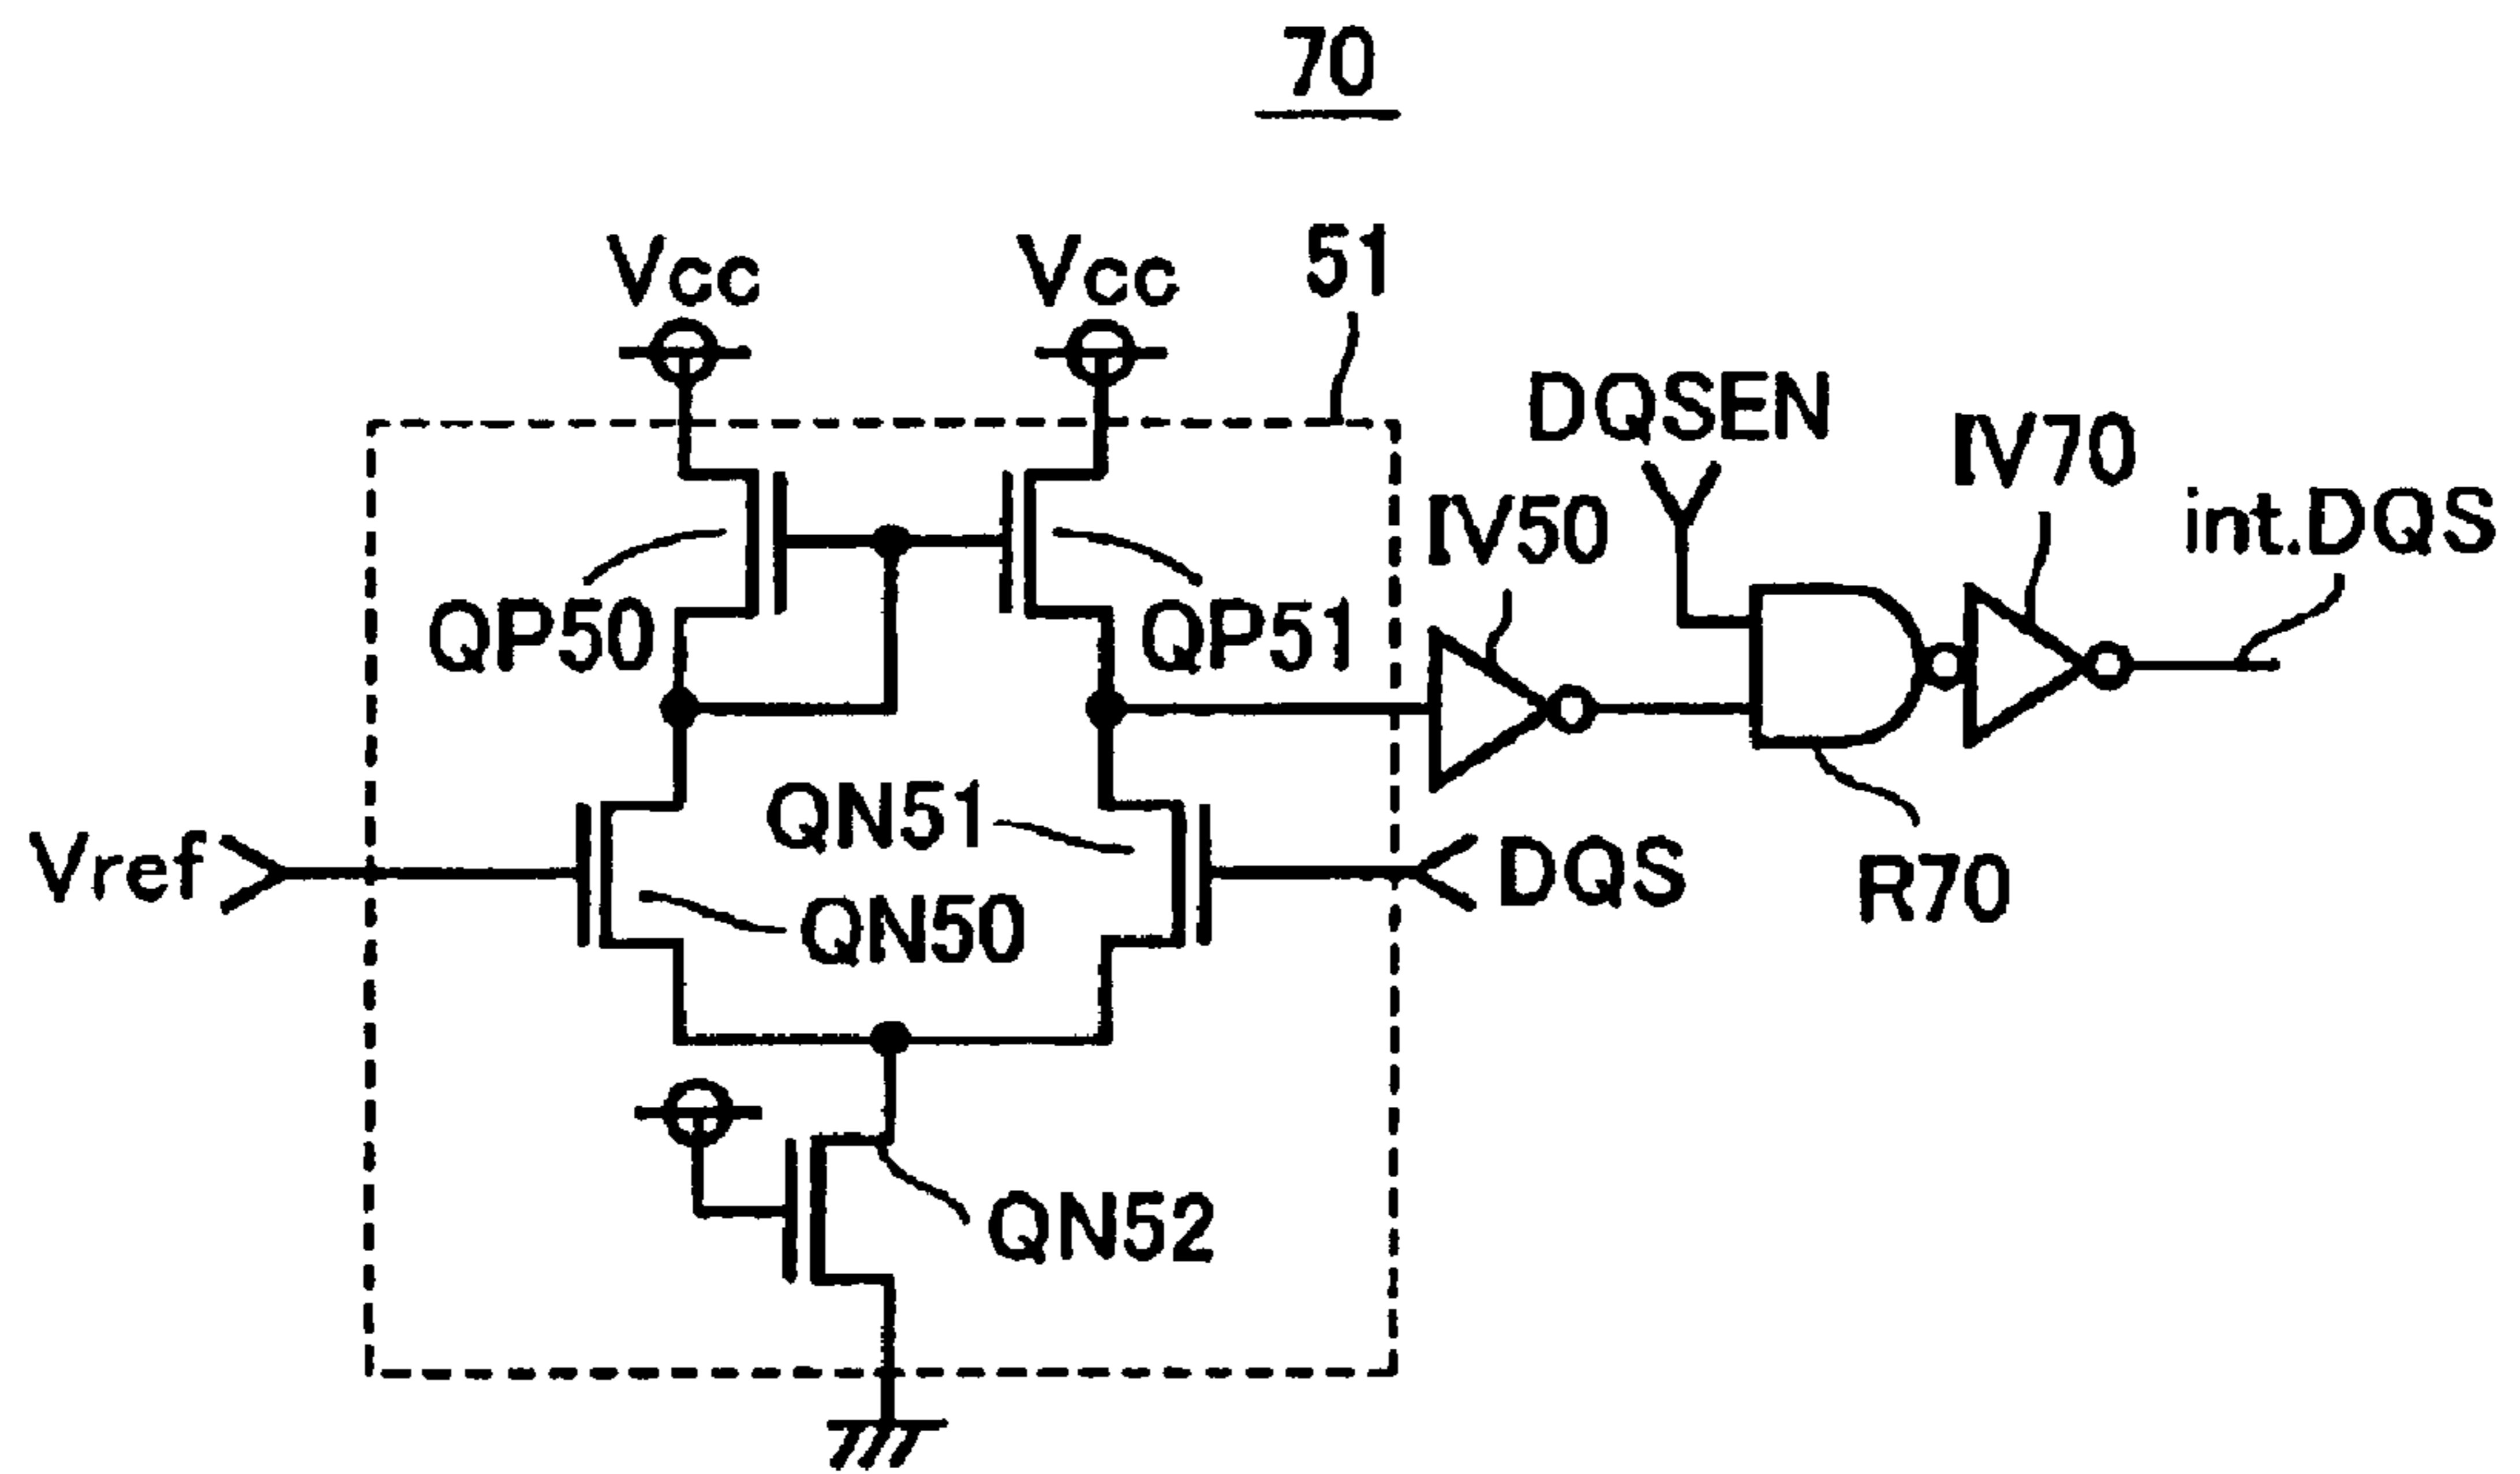 70
Vcc
Vcc
51
DQSEN
IV70
IV50
int.DQS
QP50
QP51
QN51
Vref
DQS
R70
QN50
QN52